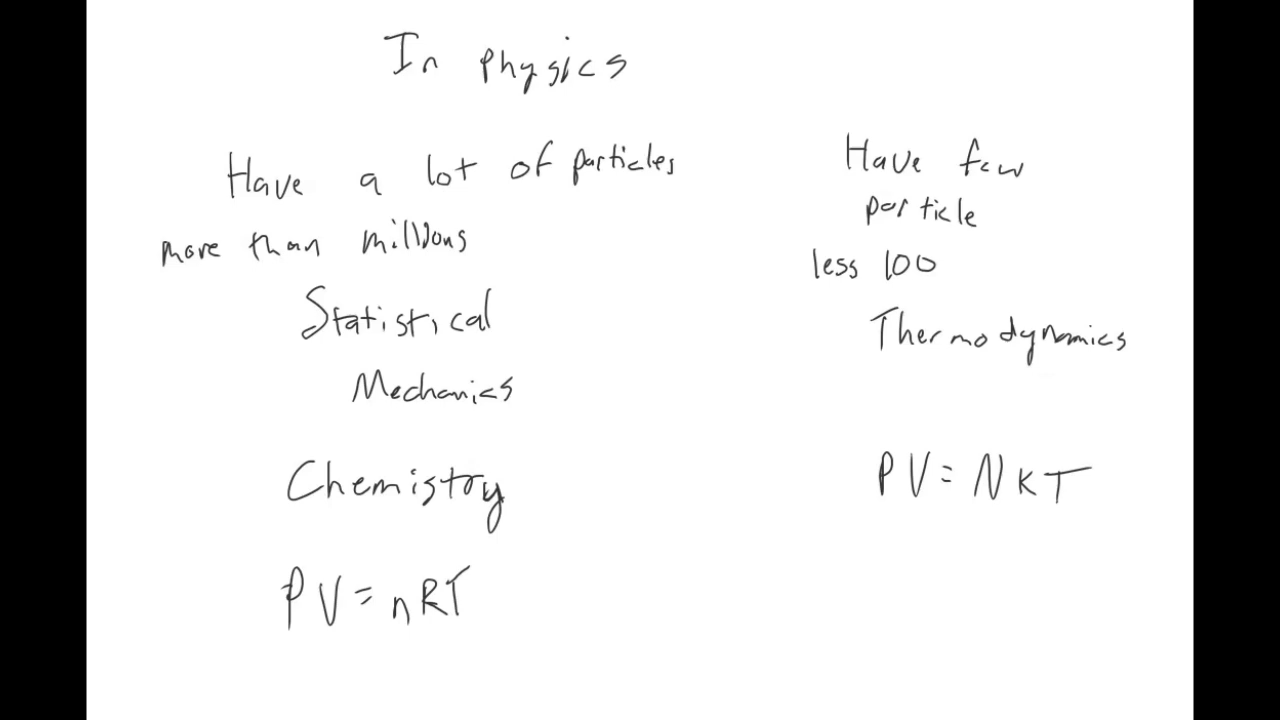 In physics
Have a lot of particles
more than millions
Statistical
Mechanics
Chemistry
PV = nRT
Have few
particle
less 100
Thermodynamics
PV = NKT